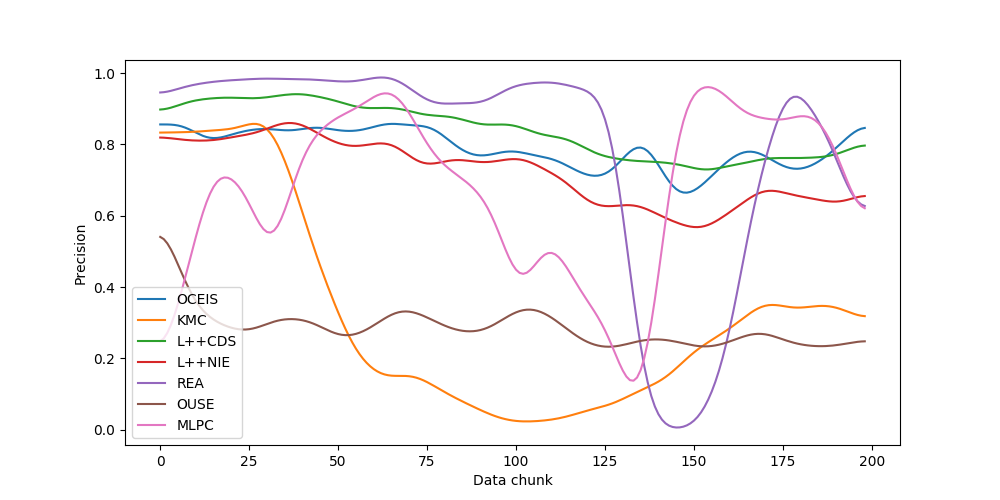 1.0
0.8
0.6
0.4
0.2
0.0
Precision
OCEIS
KMC
L++CDS
L++NIE
REA
OUSE
MLPC
0 25 50 75 100 125 150 175 200
Data chunk